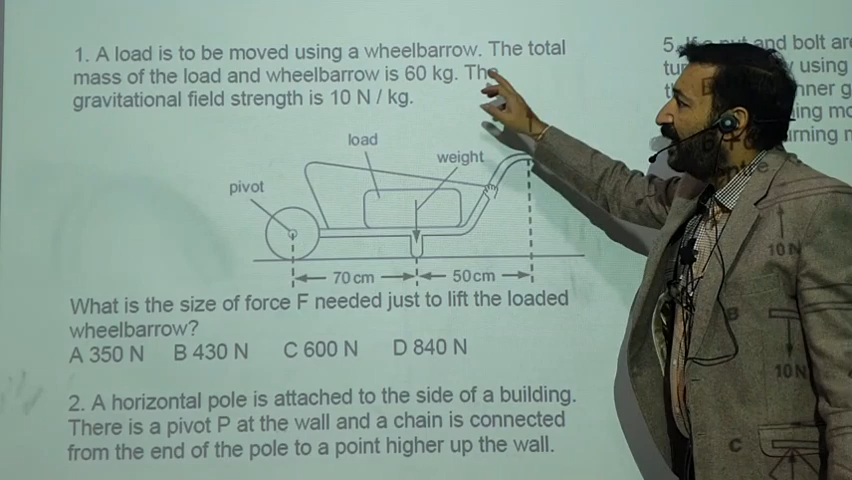 1. A load is to be moved using a wheelbarrow. The total
mass of the load and wheelbarrow is 60 kg. The
gravitational field strength is 10 N / kg.
load
weight
pivot
70 cm
50 cm
What is the size of force F needed just to lift the loaded
wheelbarrow?
A 350 N B 430 N C 600 N D 840 N
2. A horizontal pole is attached to the side of a building.
There is a pivot P at the wall and a chain is connected
from the end of the pole to a point higher up the wall.
5. If a nut and bolt are
using
10 N
B
10 N
C